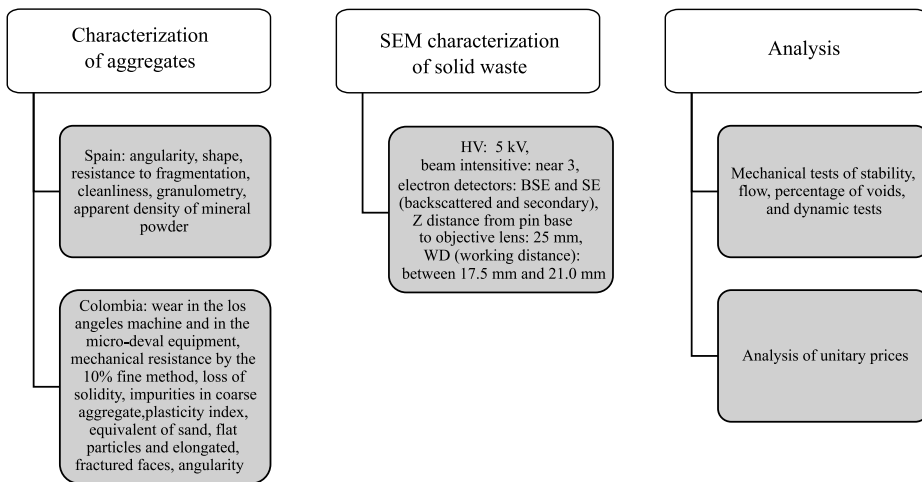 Characterization
of aggregates
Spain: angularity, shape,
resistance to fragmentation,
cleanliness, granulometry,
apparent density of mineral
powder
Colombia: wear in the los
angeles machine and in the
micro-deval equipment,
mechanical resistance by the
10% fine method, loss of
solidity, impurities in coarse
aggregate,plasticity index,
equivalent of sand, flat
particles and elongated,
fractured faces, angularity
SEM characterization
of solid waste
HV: 5 kV,
beam intensitive: near 3,
electron detectors: BSE and SE
(backscattered and secondary),
Z distance from pin base
to objective lens: 25 mm,
WD (working distance):
between 17.5 mm and 21.0 mm
Analysis
Mechanical tests of stability,
flow, percentage of voids,
and dynamic tests
Analysis of unitary prices